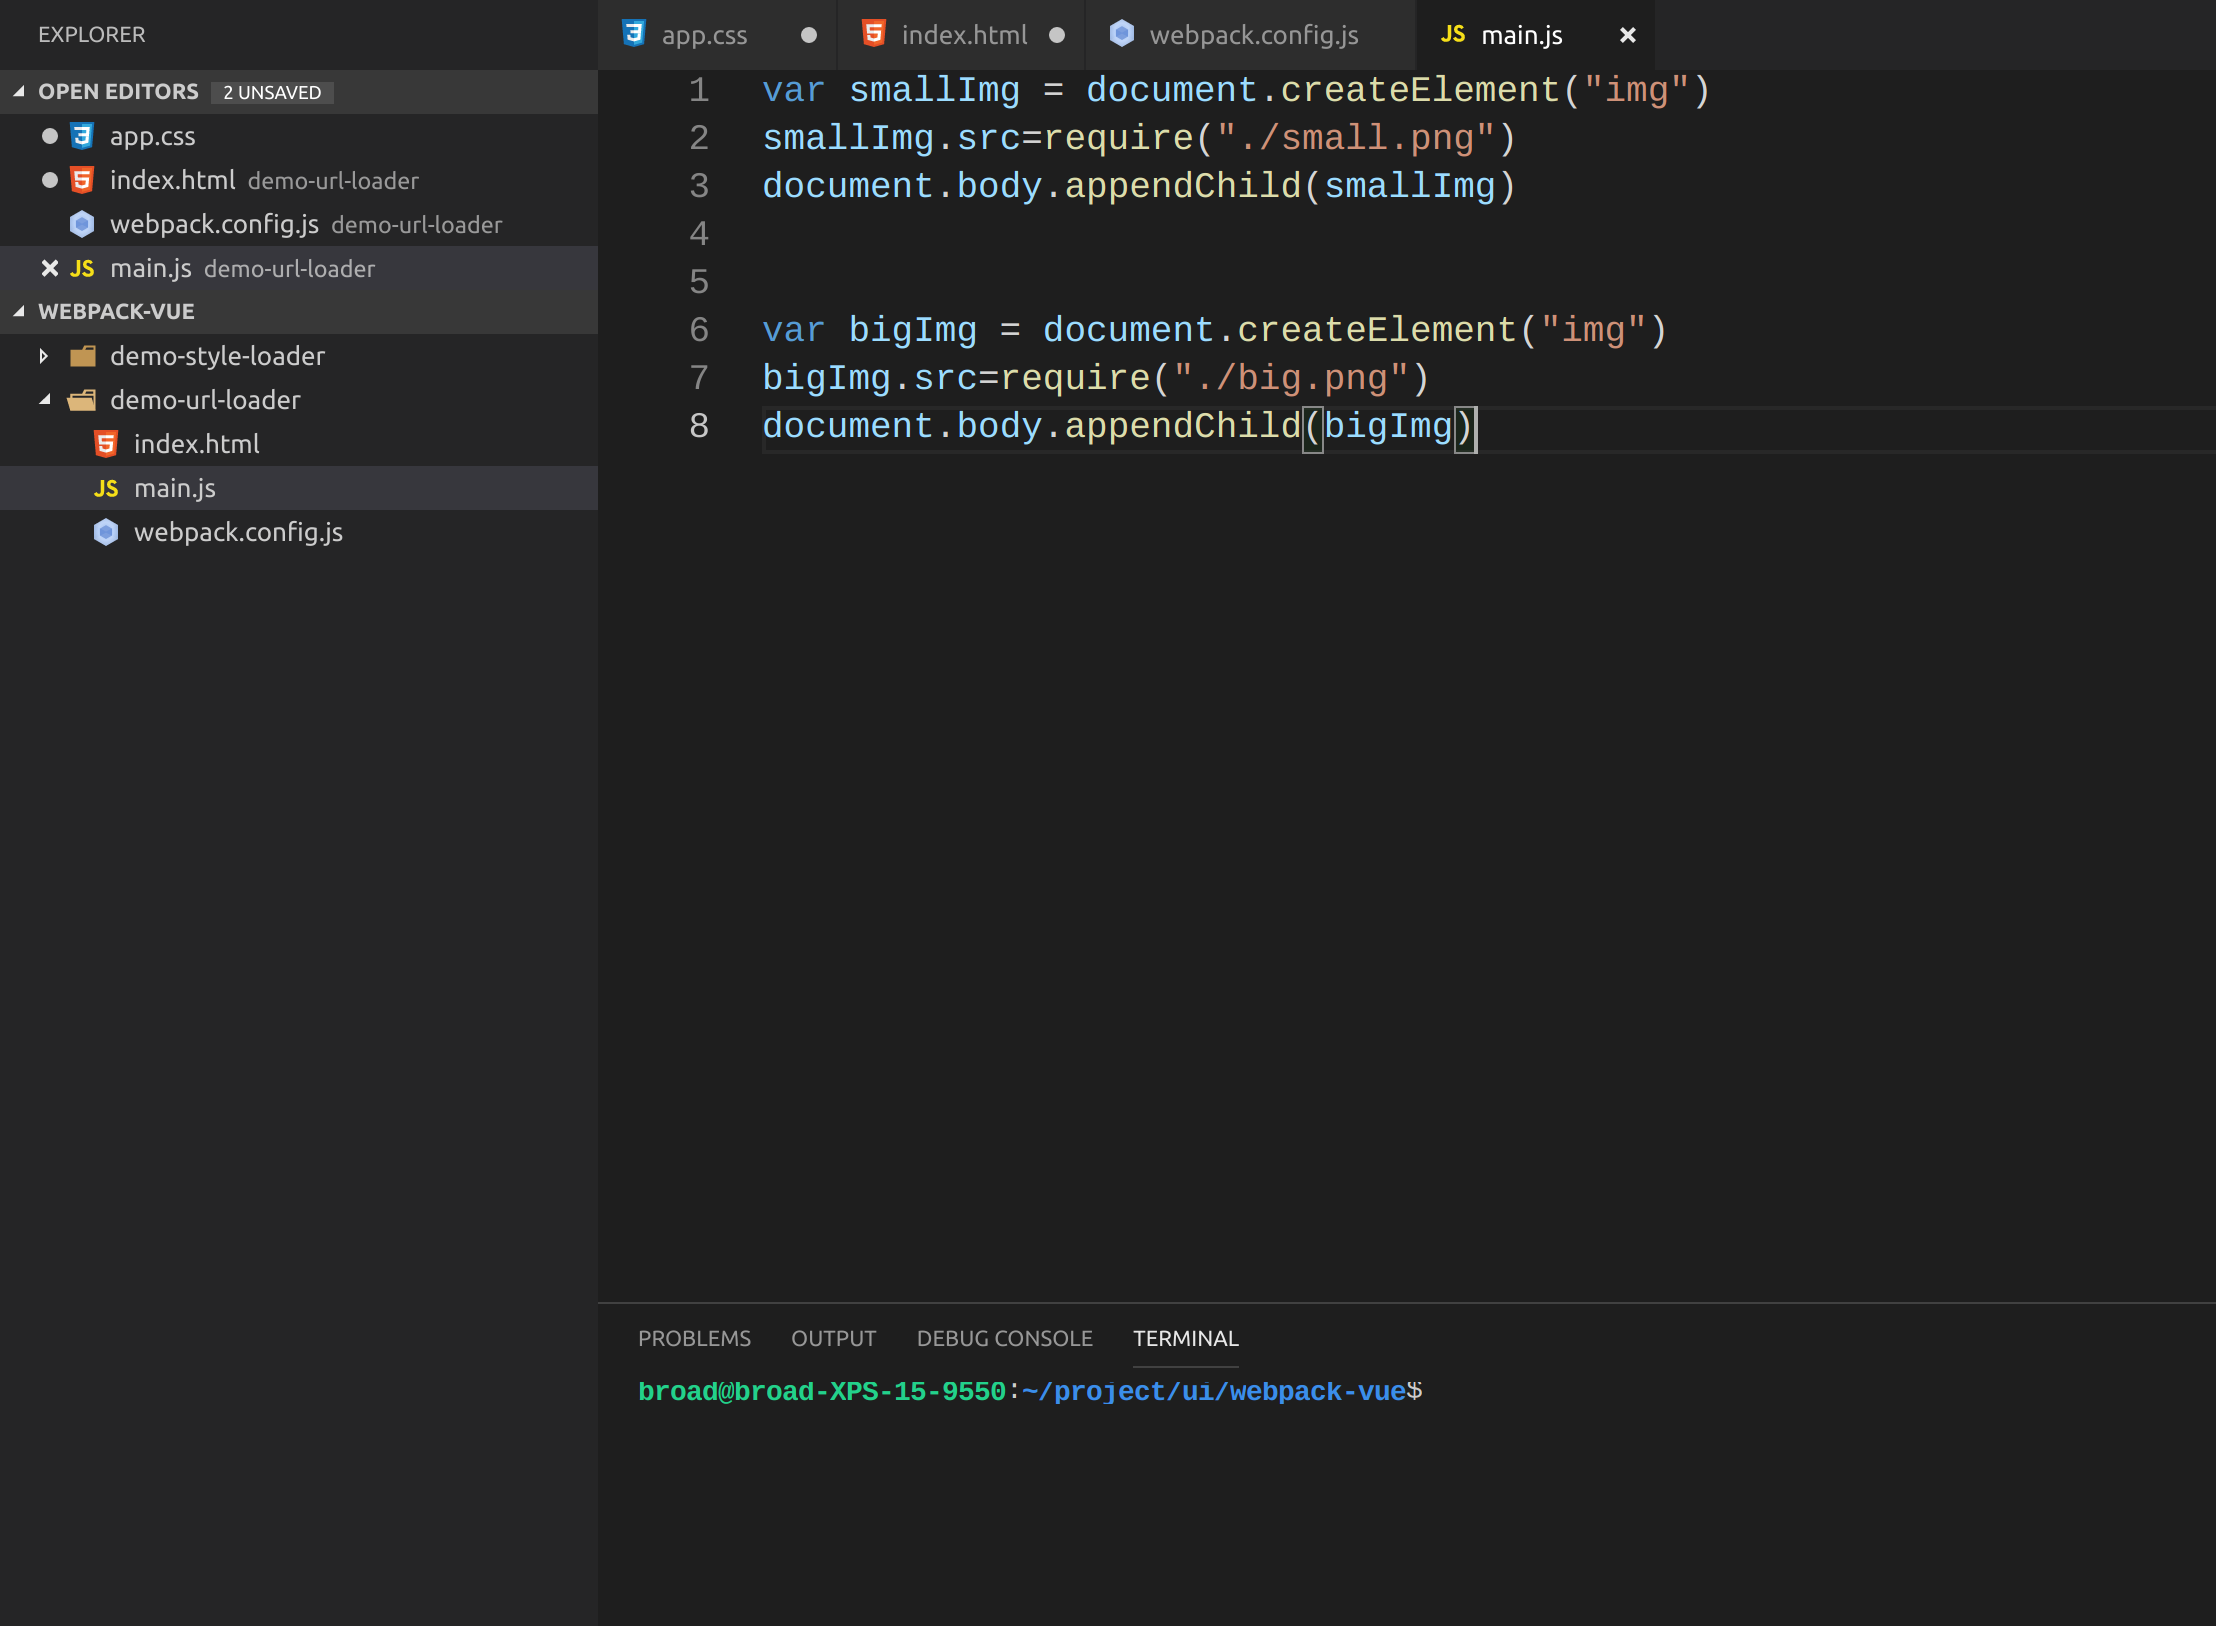 EXPLORER
OPEN EDITORS 2 UNSAVED
app.css
index.html demo-url-loader
webpack.config.js demo-url-loader
JS main.js demo-url-loader
WEBPACK-VUE
demo-style-loader
demo-url-loader
index.html
JS main.js
webpack.config.js
app.css index.html webpack.config.js JS main.js
1 var smallImg = document.createElement("img")
2 smallImg.src=require("./small.png")
3 document.body.appendChild(smallImg)
4
5
6 var bigImg = document.createElement("img")
7 bigImg.src=require("./big.png")
8 document.body.appendChild(bigImg)
PROBLEMS OUTPUT DEBUG CONSOLE TERMINAL
broad@broad-XPS-15-9550:~/project/ui/webpack-vue$